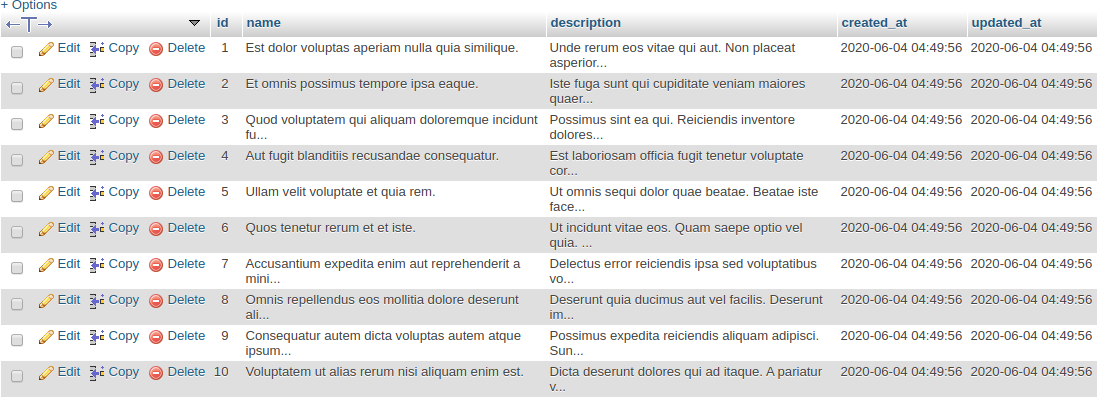 + Options
id name description created_at updated_at
Edit Copy Delete 1 Est dolor voluptas aperiam nulla quia similique. Unde rerum eos vitae qui aut. Non placeat 2020-06-04 04:49:56 2020-06-04 04:49:56
asperior...
Edit Copy Delete 2 Et omnis possimus tempore ipsa eaque. Iste fuga sunt qui cupiditate veniam maiores 2020-06-04 04:49:56 2020-06-04 04:49:56
quaer...
Edit Copy Delete 3 Quod voluptatem qui aliquam doloremque incidunt Possimus sint ea qui. Reiciendis inventore 2020-06-04 04:49:56 2020-06-04 04:49:56
fu... dolores...
Edit Copy Delete 4 Aut fugit blanditiis recusandae consequatur. Est laboriosam officia fugit tenetur voluptate 2020-06-04 04:49:56 2020-06-04 04:49:56
cor...
Edit Copy Delete 5 Ullam velit voluptate et quia rem. Ut omnis sequi dolor quae beatae. Beatae iste 2020-06-04 04:49:56 2020-06-04 04:49:56
face...
Edit Copy Delete 6 Quos tenetur rerum et et iste. Ut incidunt vitae eos. Quam saepe optio vel 2020-06-04 04:49:56 2020-06-04 04:49:56
quia. ...
Edit Copy Delete 7 Accusantium expedita enim aut reprehenderit a Delectus error reiciendis ipsa sed voluptatibus 2020-06-04 04:49:56 2020-06-04 04:49:56
mini... vo...
Edit Copy Delete 8 Omnis repellendus eos mollitia dolore deserunt Deserunt quia ducimus aut vel facilis. Deserunt 2020-06-04 04:49:56 2020-06-04 04:49:56
ali... im...
Edit Copy Delete 9 Consequatur autem dicta voluptas autem atque Possimus expedita reiciendis aliquam adipisci. 2020-06-04 04:49:56 2020-06-04 04:49:56
ipsum... Sun...
Edit Copy Delete 10 Voluptatem ut alias rerum nisi aliquam enim est. Dicta deserunt dolores qui ad itaque. A pariatur 2020-06-04 04:49:56 2020-06-04 04:49:56
v...